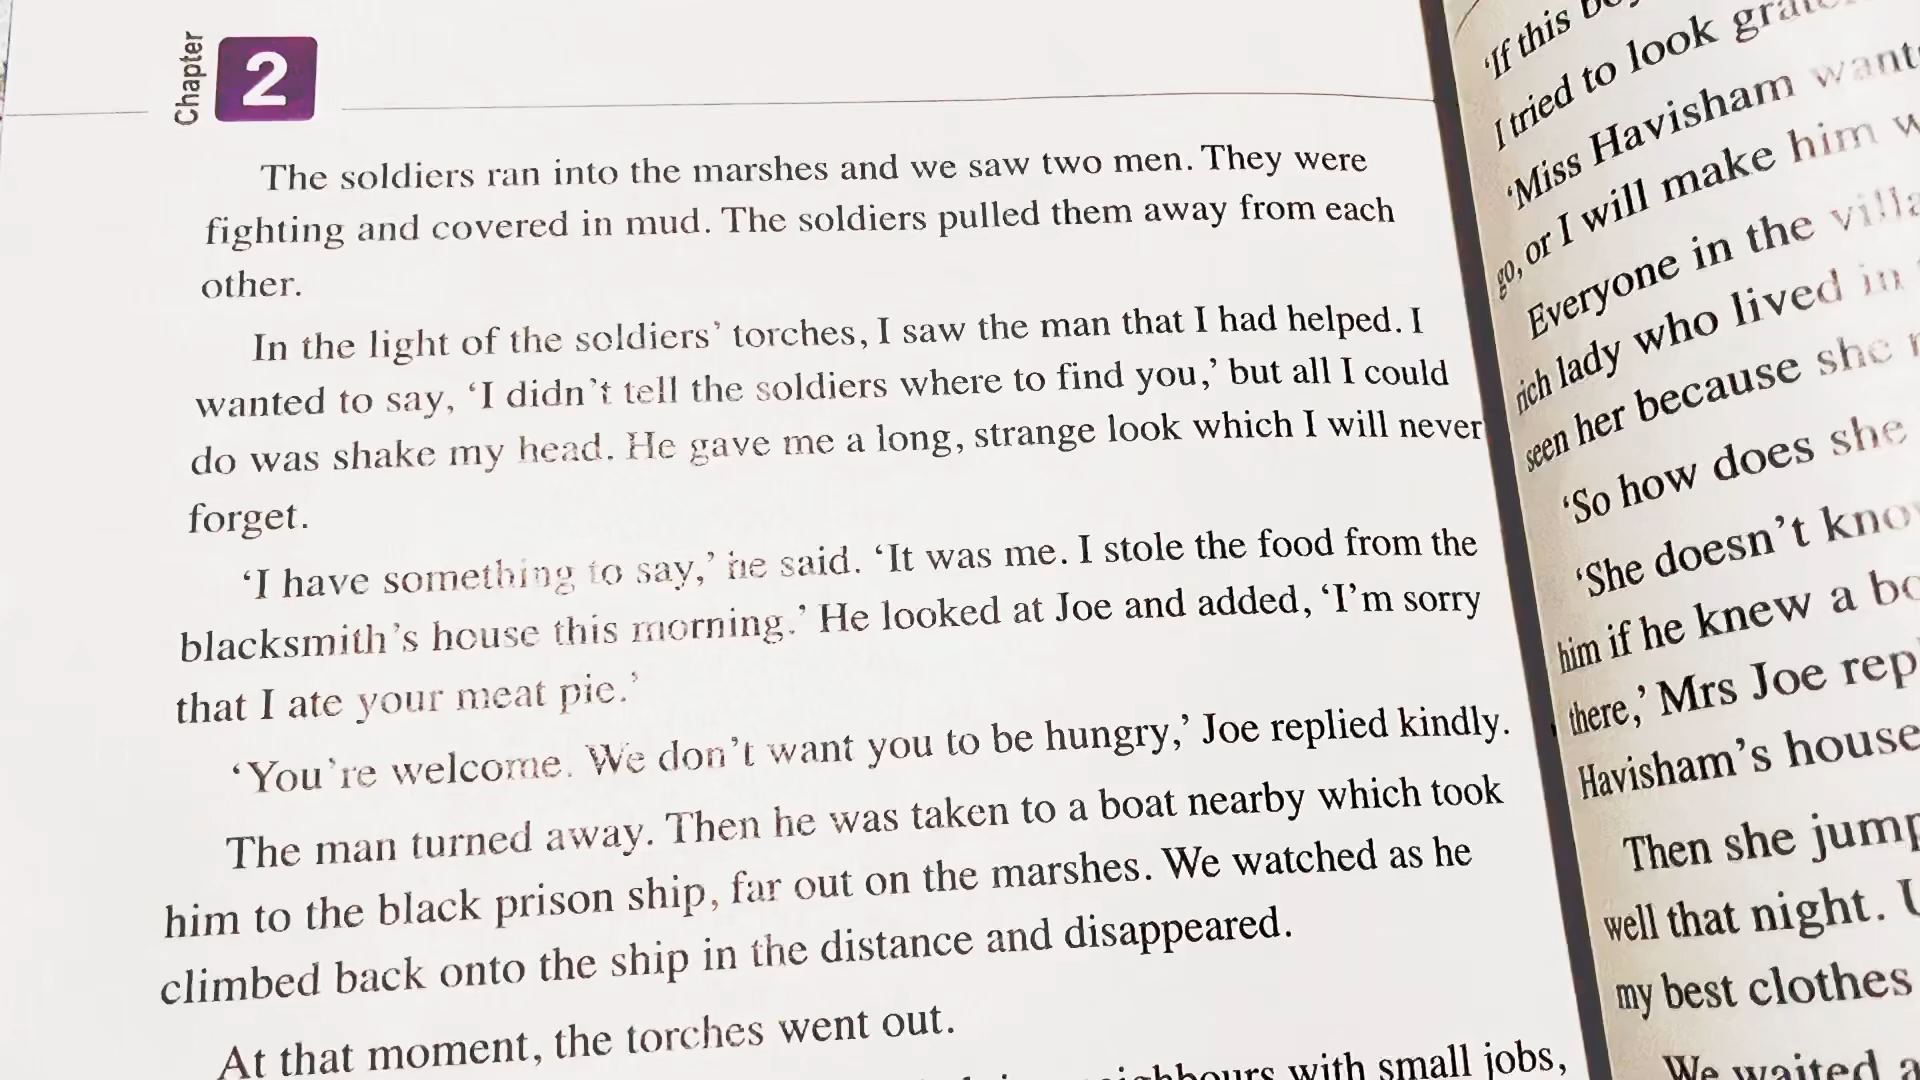 Chapter 2
The soldiers ran into the marshes and we saw two men. They were
fighting and covered in mud. The soldiers pulled them away from each
other.
In the light of the soldiers’ torches, I saw the man that I had helped. I
wanted to say, ‘I didn’t tell the soldiers where to find you,’ but all I could
do was shake my head. He gave me a long, strange look which I will never
forget.
‘I have something to say,’ he said. ‘It was me. I stole the food from the
blacksmith’s house this morning.’ He looked at Joe and added, ‘I’m sorry
that I ate your meat pie.’
‘You’re welcome. We don’t want you to be hungry,’ Joe replied kindly.
The man turned away. Then he was taken to a boat nearby which took
him to the black prison ship, far out on the marshes. We watched as he
climbed back onto the ship in the distance and disappeared.
At that moment, the torches went out.
with small jobs,
‘If this
I tried to look
‘Miss Havisham
go, or I will make him
Everyone in the
rich lady who lived in
seen her because she
‘So how does she
‘She doesn’t
him if he knew a
there,’ Mrs Joe
Havisham’s house
Then she
well that night.
my best clothes
We waited